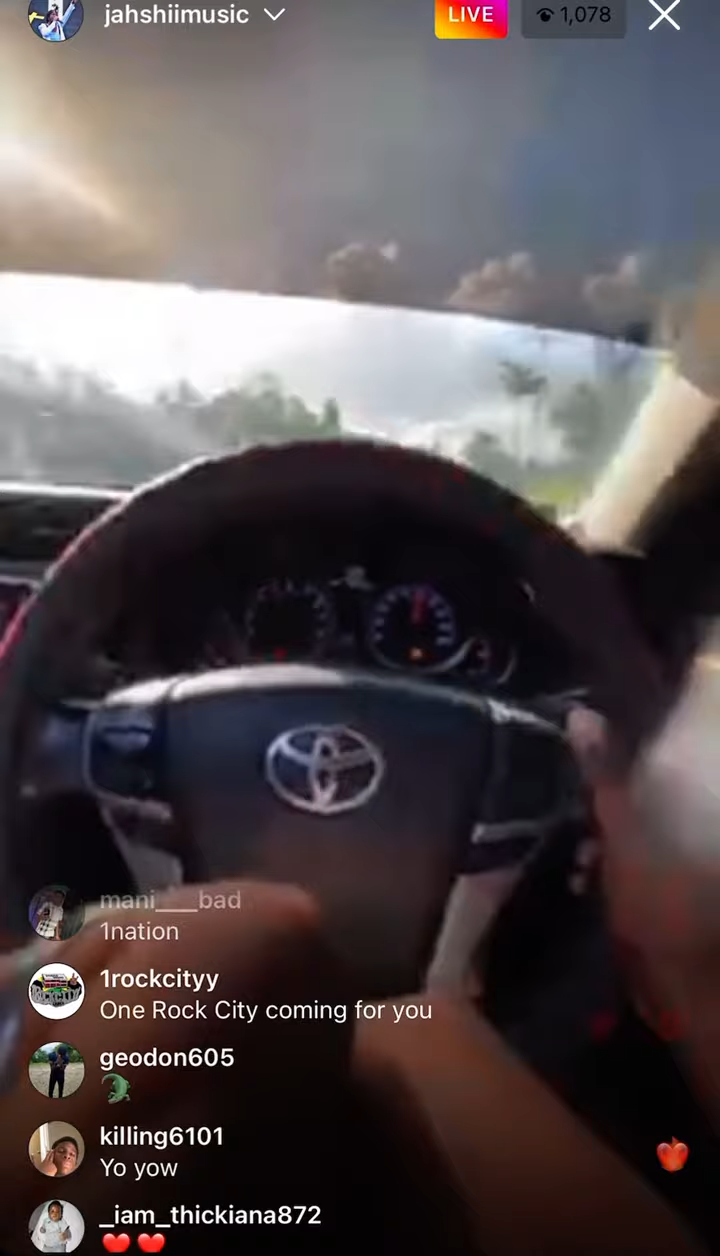 jahshiimusic
LIVE
1,078
mani___bad
1nation
1rockcityy
One Rock City coming for you
geodon605
killing6101
Yo yow
_iam_thickiana872